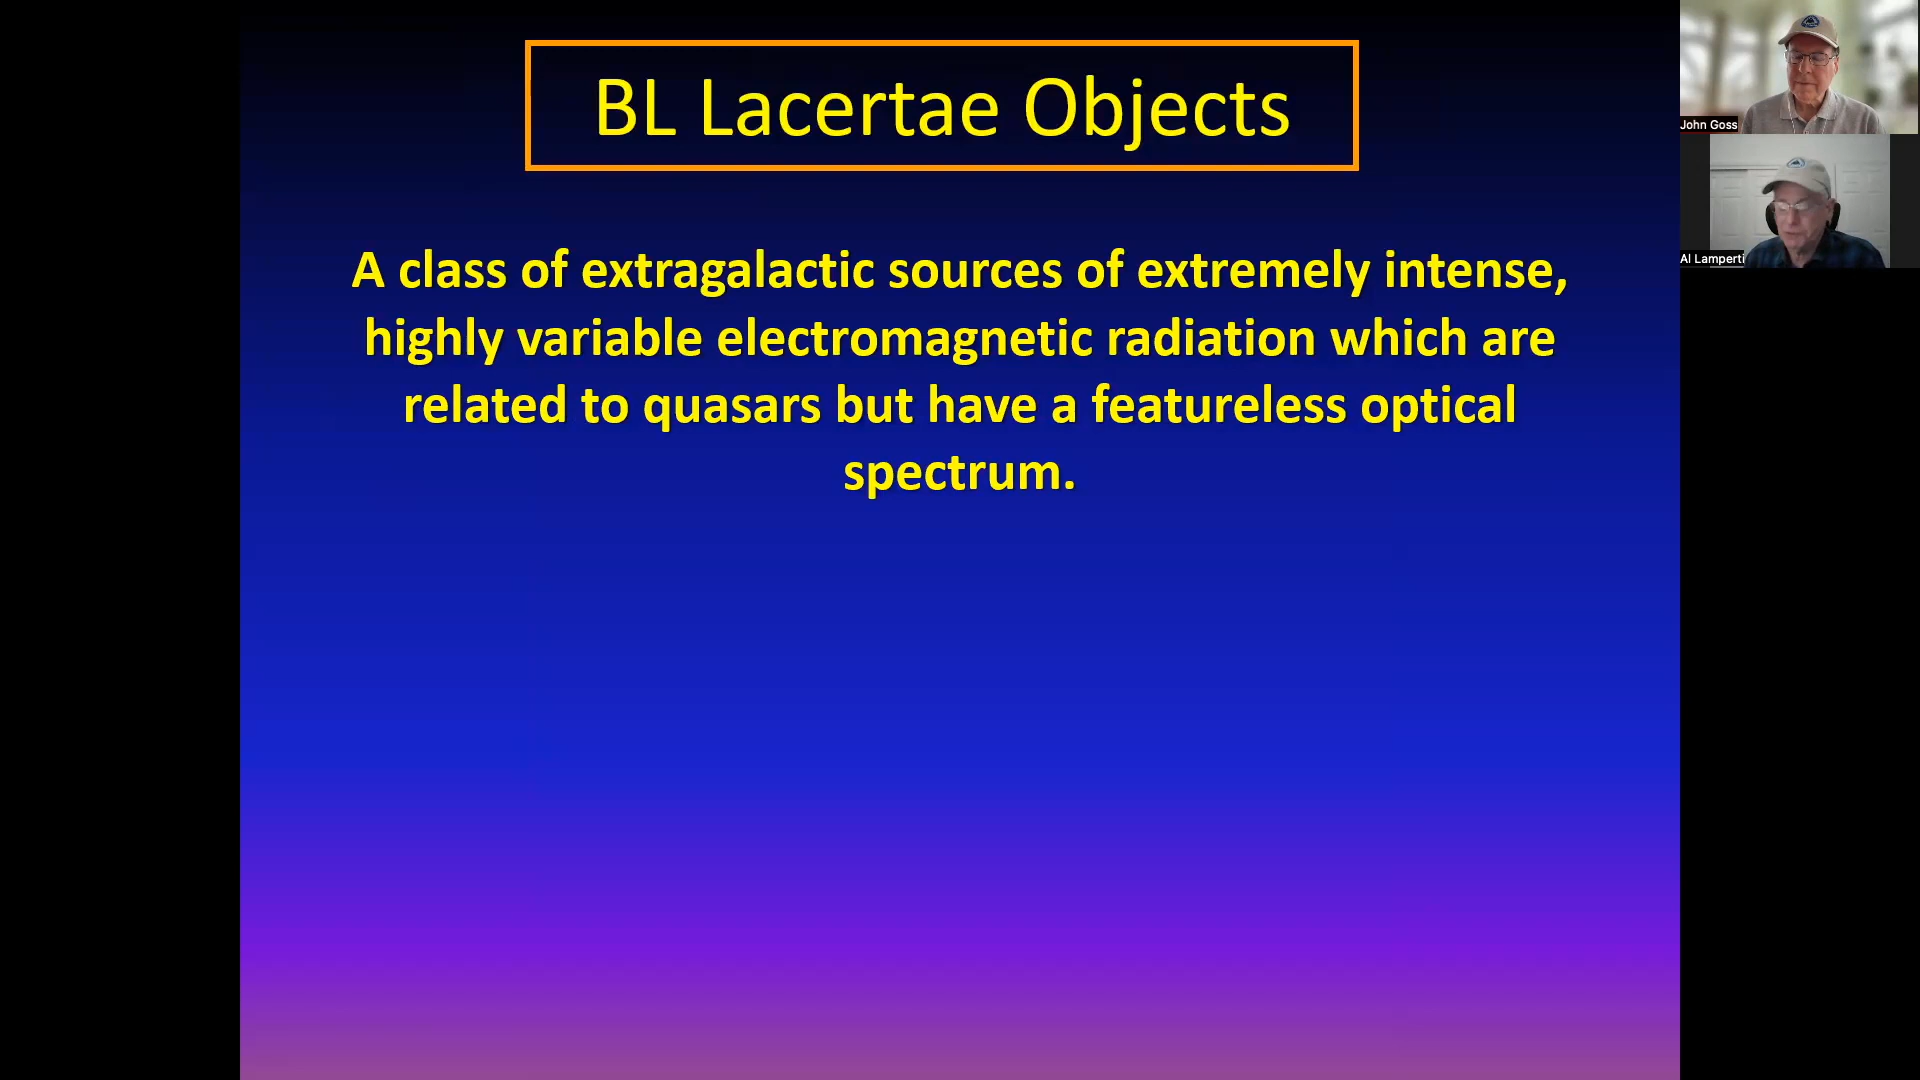 BL Lacertae Objects
A class of extragalactic sources of extremely intense,
highly variable electromagnetic radiation which are
related to quasars but have a featureless optical
spectrum.
John Goss
Al Lamperti